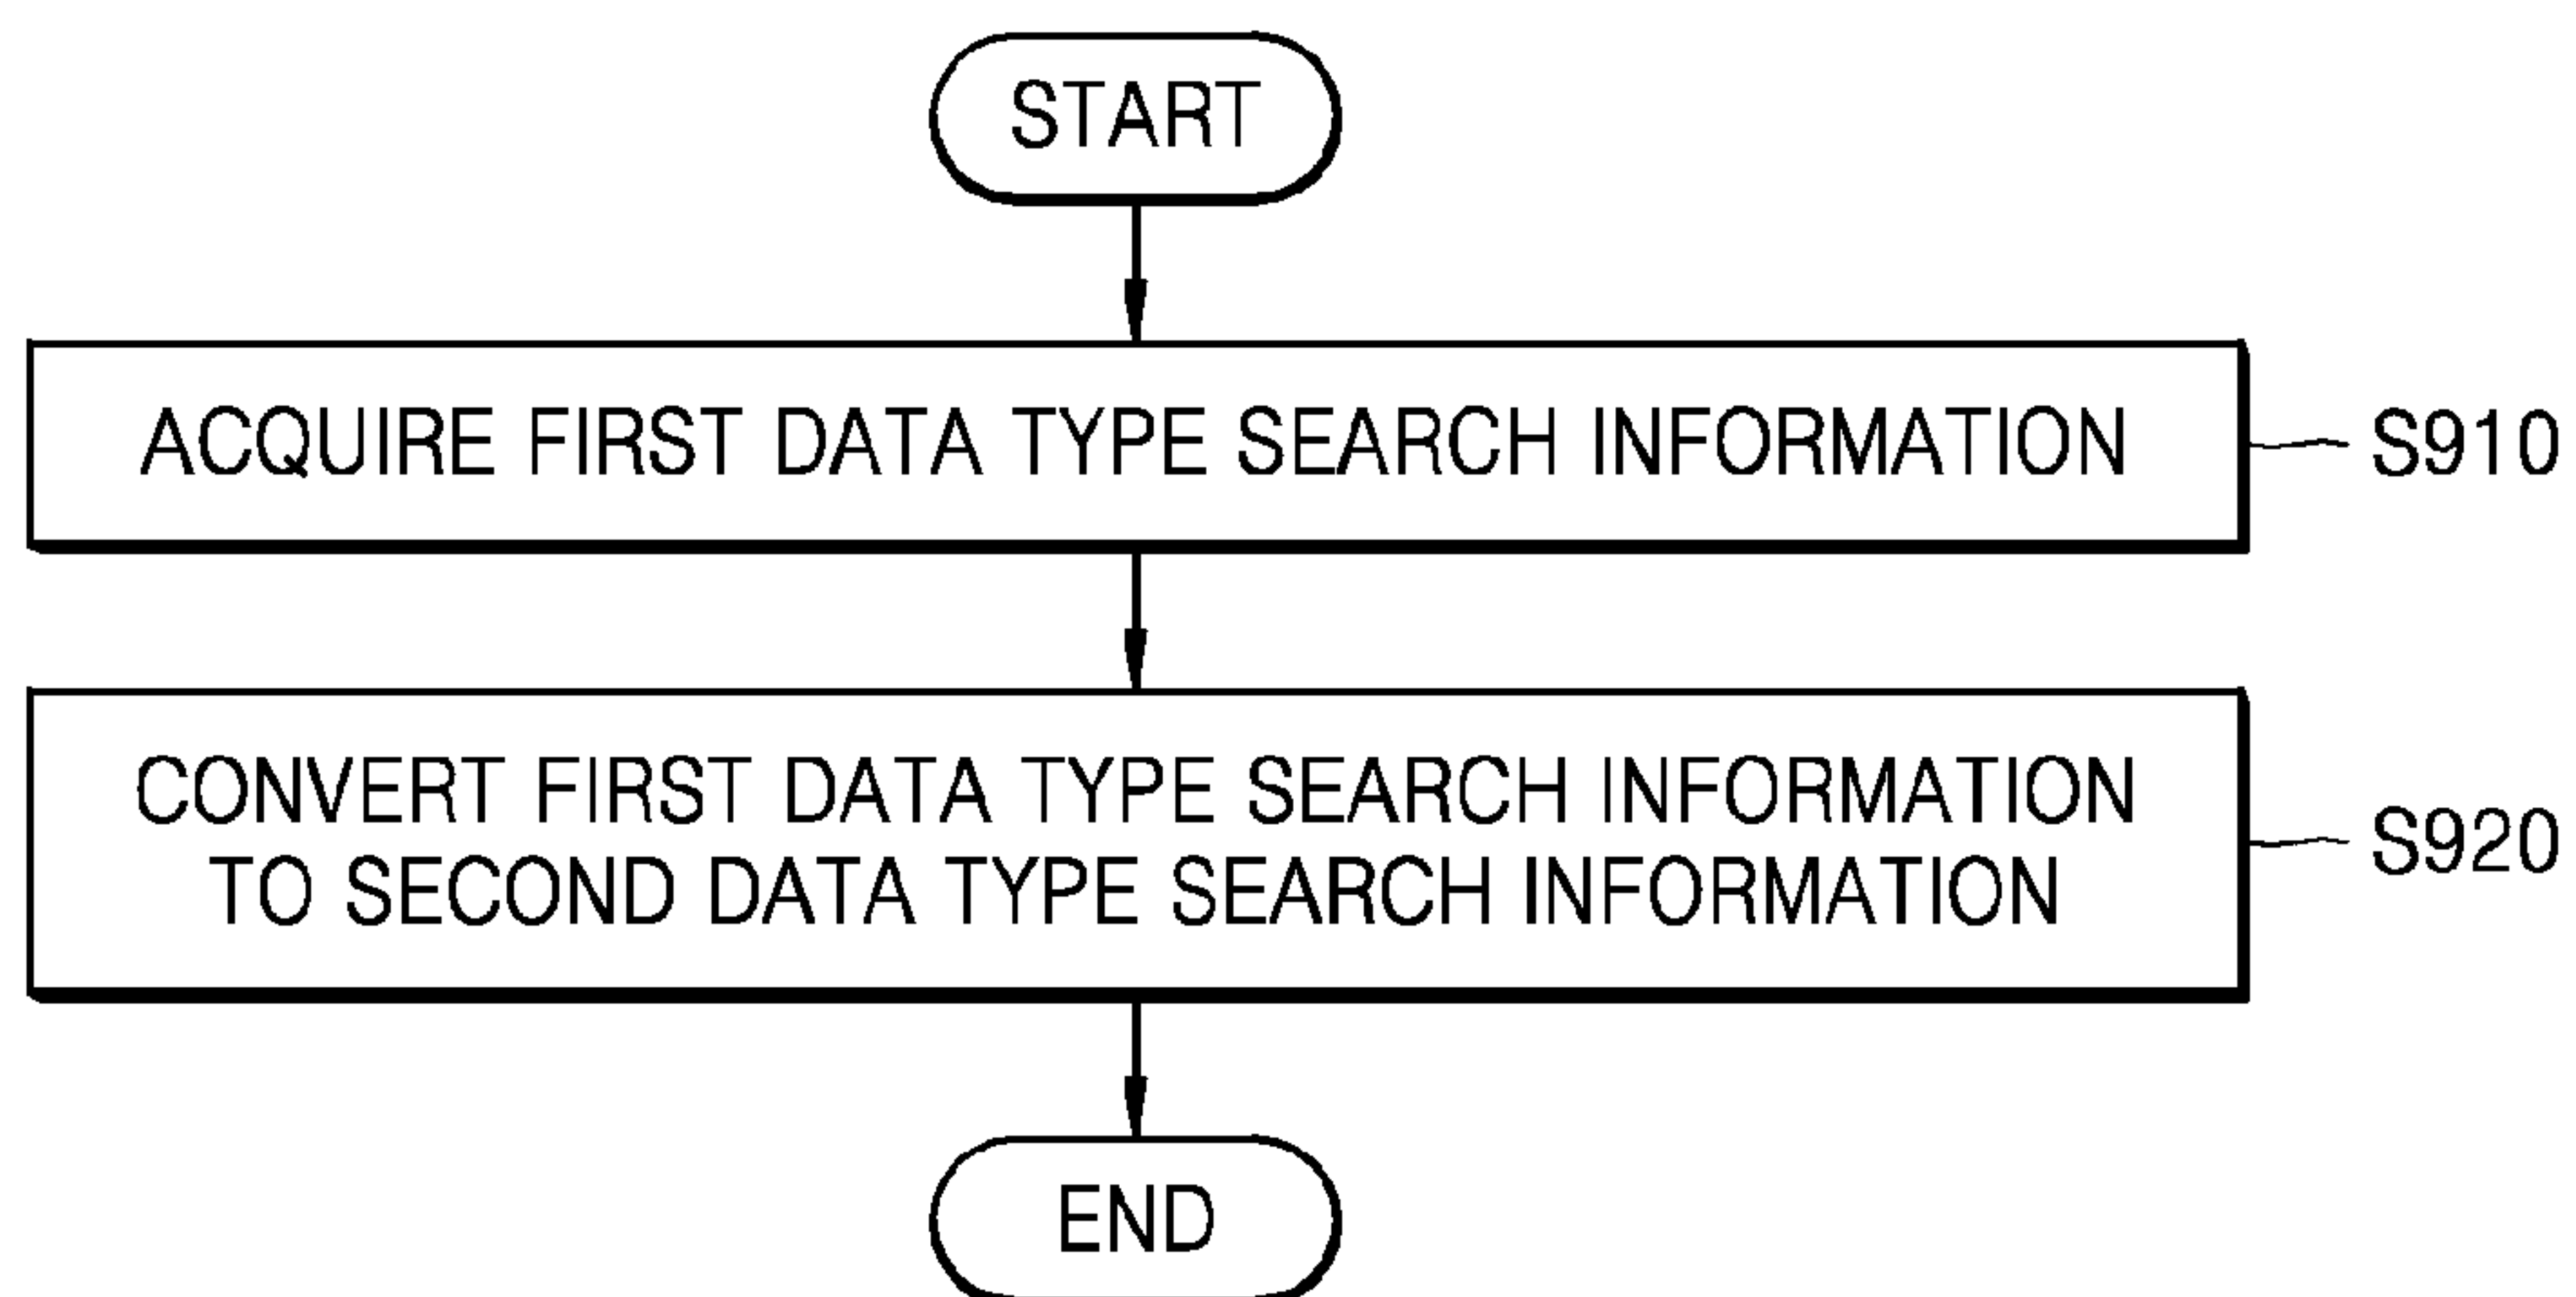 START
ACQUIRE FIRST DATA TYPE SEARCH INFORMATION
S910
CONVERT FIRST DATA TYPE SEARCH INFORMATION
TO SECOND DATA TYPE SEARCH INFORMATION
S920
END